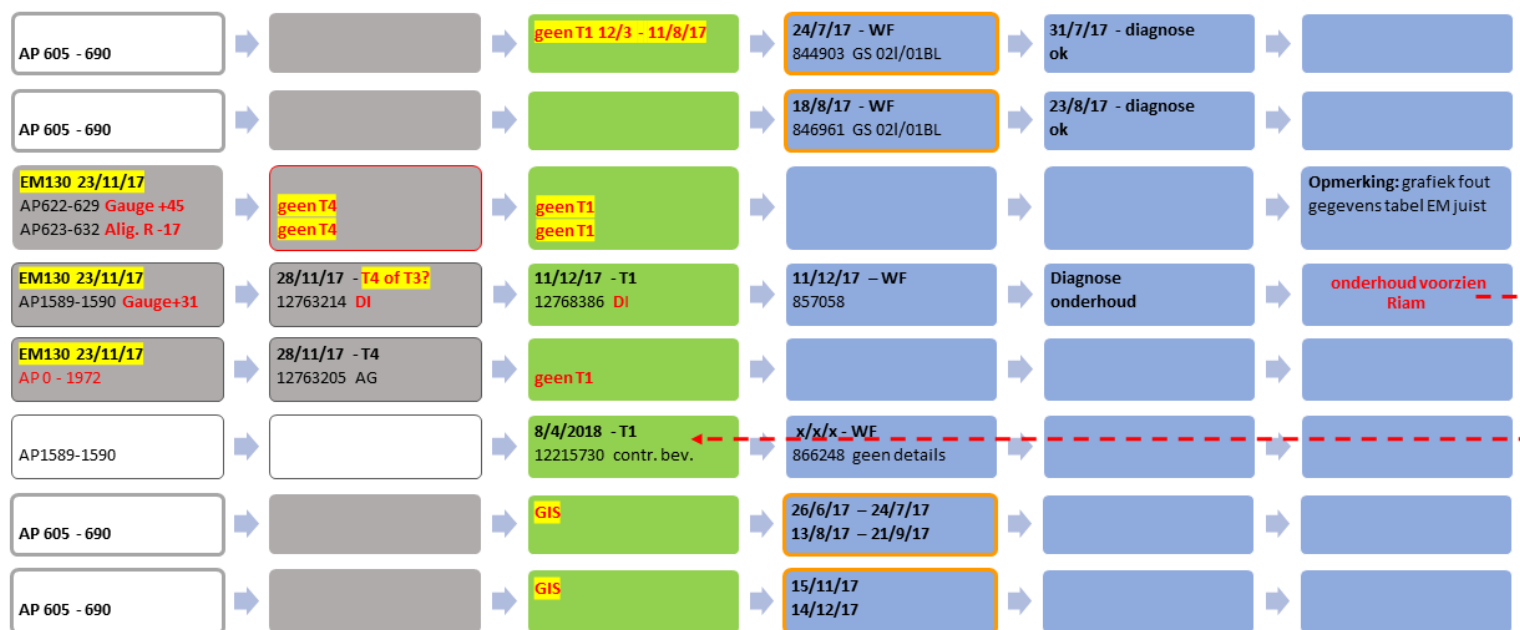 AP 605 - 690
geen T1 12/3 - 11/8/17
24/7/17 - WF
844903 GS 02l/01BL
31/7/17 - diagnose
ok
AP 605 - 690
18/8/17 - WF
846961 GS 02l/01BL
23/8/17 - diagnose
ok
EM130 23/11/17
AP622-629 Gauge +45
AP623-632 Alig. R -17
geen T4
geen T4
geen T1
geen T1
Opmerking: grafiek fout
gegevens tabel EM juist
EM130 23/11/17
AP1589-1590 Gauge+31
28/11/17 - T4 of T3?
12763214 DI
11/12/17 - T1
12768386 DI
11/12/17 – WF
857058
Diagnose
onderhoud
onderhoud voorzien
Riam
EM130 23/11/17
AP 0 - 1972
28/11/17 - T4
12763205 AG
geen T1
AP1589-1590
8/4/2018 - T1
12215730 contr. bev.
x/x/x - WF
866248 geen details
AP 605 - 690
GIS
26/6/17 – 24/7/17
13/8/17 – 21/9/17
AP 605 - 690
GIS
15/11/17
14/12/17